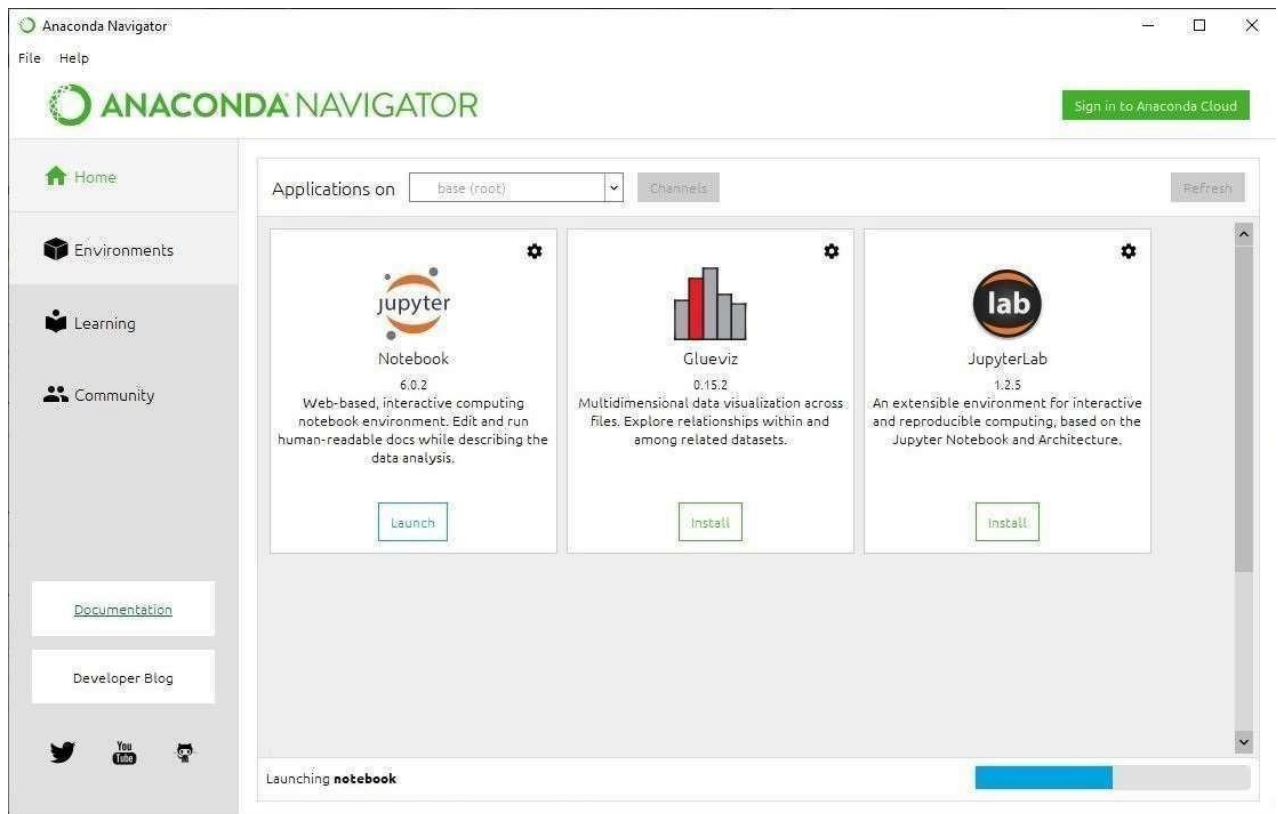 Anaconda Navigator
File Help
ANACONDA NAVIGATOR
Sign in to Anaconda Cloud
Home
Environments
Learning
Community
Documentation
Developer Blog
You
Tube
Applications on base (root) Channels Refresh
jupyter
Notebook
6.0.2
Web-based, interactive computing
notebook environment. Edit and run
human-readable docs while describing the
data analysis.
Launch
Glueviz
0.15.2
Multidimensional data visualization across
files. Explore relationships within and
among related datasets.
Install
lab
JupyterLab
1.2.5
An extensible environment for interactive
and reproducible computing, based on the
Jupyter Notebook and Architecture.
Install
Launching notebook